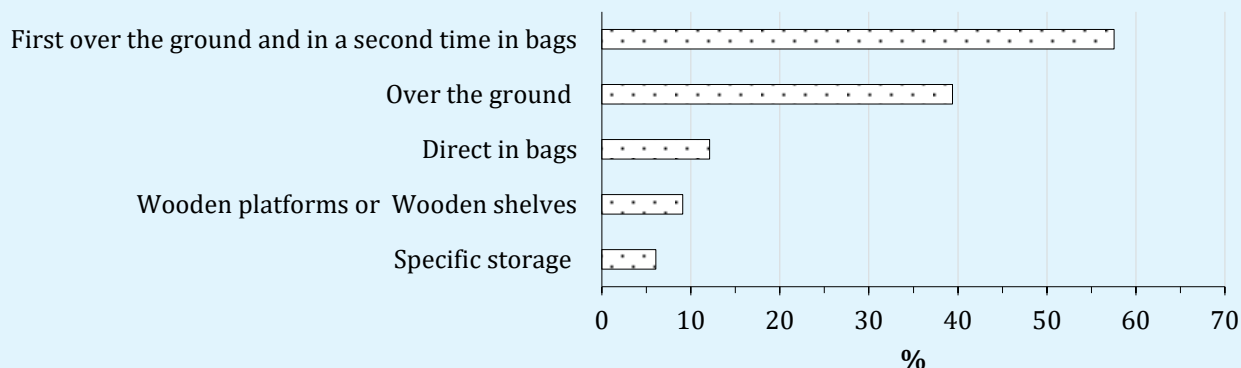 First over the ground and in a second time in bags
Over the ground
Direct in bags
Wooden platforms or Wooden shelves
Specific storage
0 10 20 30 40 50 60 70
%